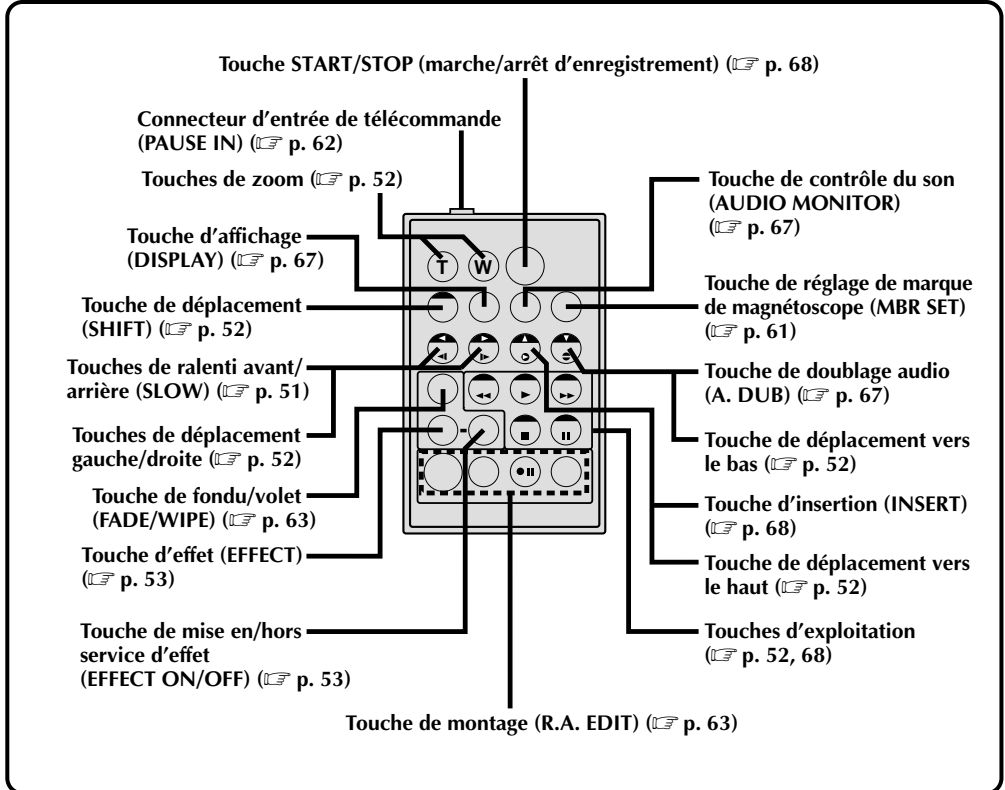 Touche START/STOP (marche/arrêt d'enregistrement) (☞ p. 68)
Connecteur d'entrée de télécommande
(PAUSE IN) (☞ p. 62)
Touches de zoom (☞ p. 52)
Touche d'affichage
(DISPLAY) (☞ p. 67)
Touche de déplacement
(SHIFT) (☞ p. 52)
Touches de ralenti avant/
arrière (SLOW) (☞ p. 51)
Touches de déplacement
gauche/droite (☞ p. 52)
Touche de fondu/volet
(FADE/WIPE) (☞ p. 63)
Touche d'effet (EFFECT)
(☞ p. 53)
Touche de mise en/hors
service d'effet
(EFFECT ON/OFF) (☞ p. 53)
T W
Touche de contrôle du son
(AUDIO MONITOR)
(☞ p. 67)
Touche de réglage de marque
de magnétoscope (MBR SET)
(☞ p. 61)
Touche de doublage audio
(A. DUB) (☞ p. 67)
Touche de déplacement vers
le bas (☞ p. 52)
Touche d'insertion (INSERT)
(☞ p. 68)
Touche de déplacement vers
le haut (☞ p. 52)
Touches d'exploitation
(☞ p. 52, 68)
Touche de montage (R.A. EDIT) (☞ p. 63)